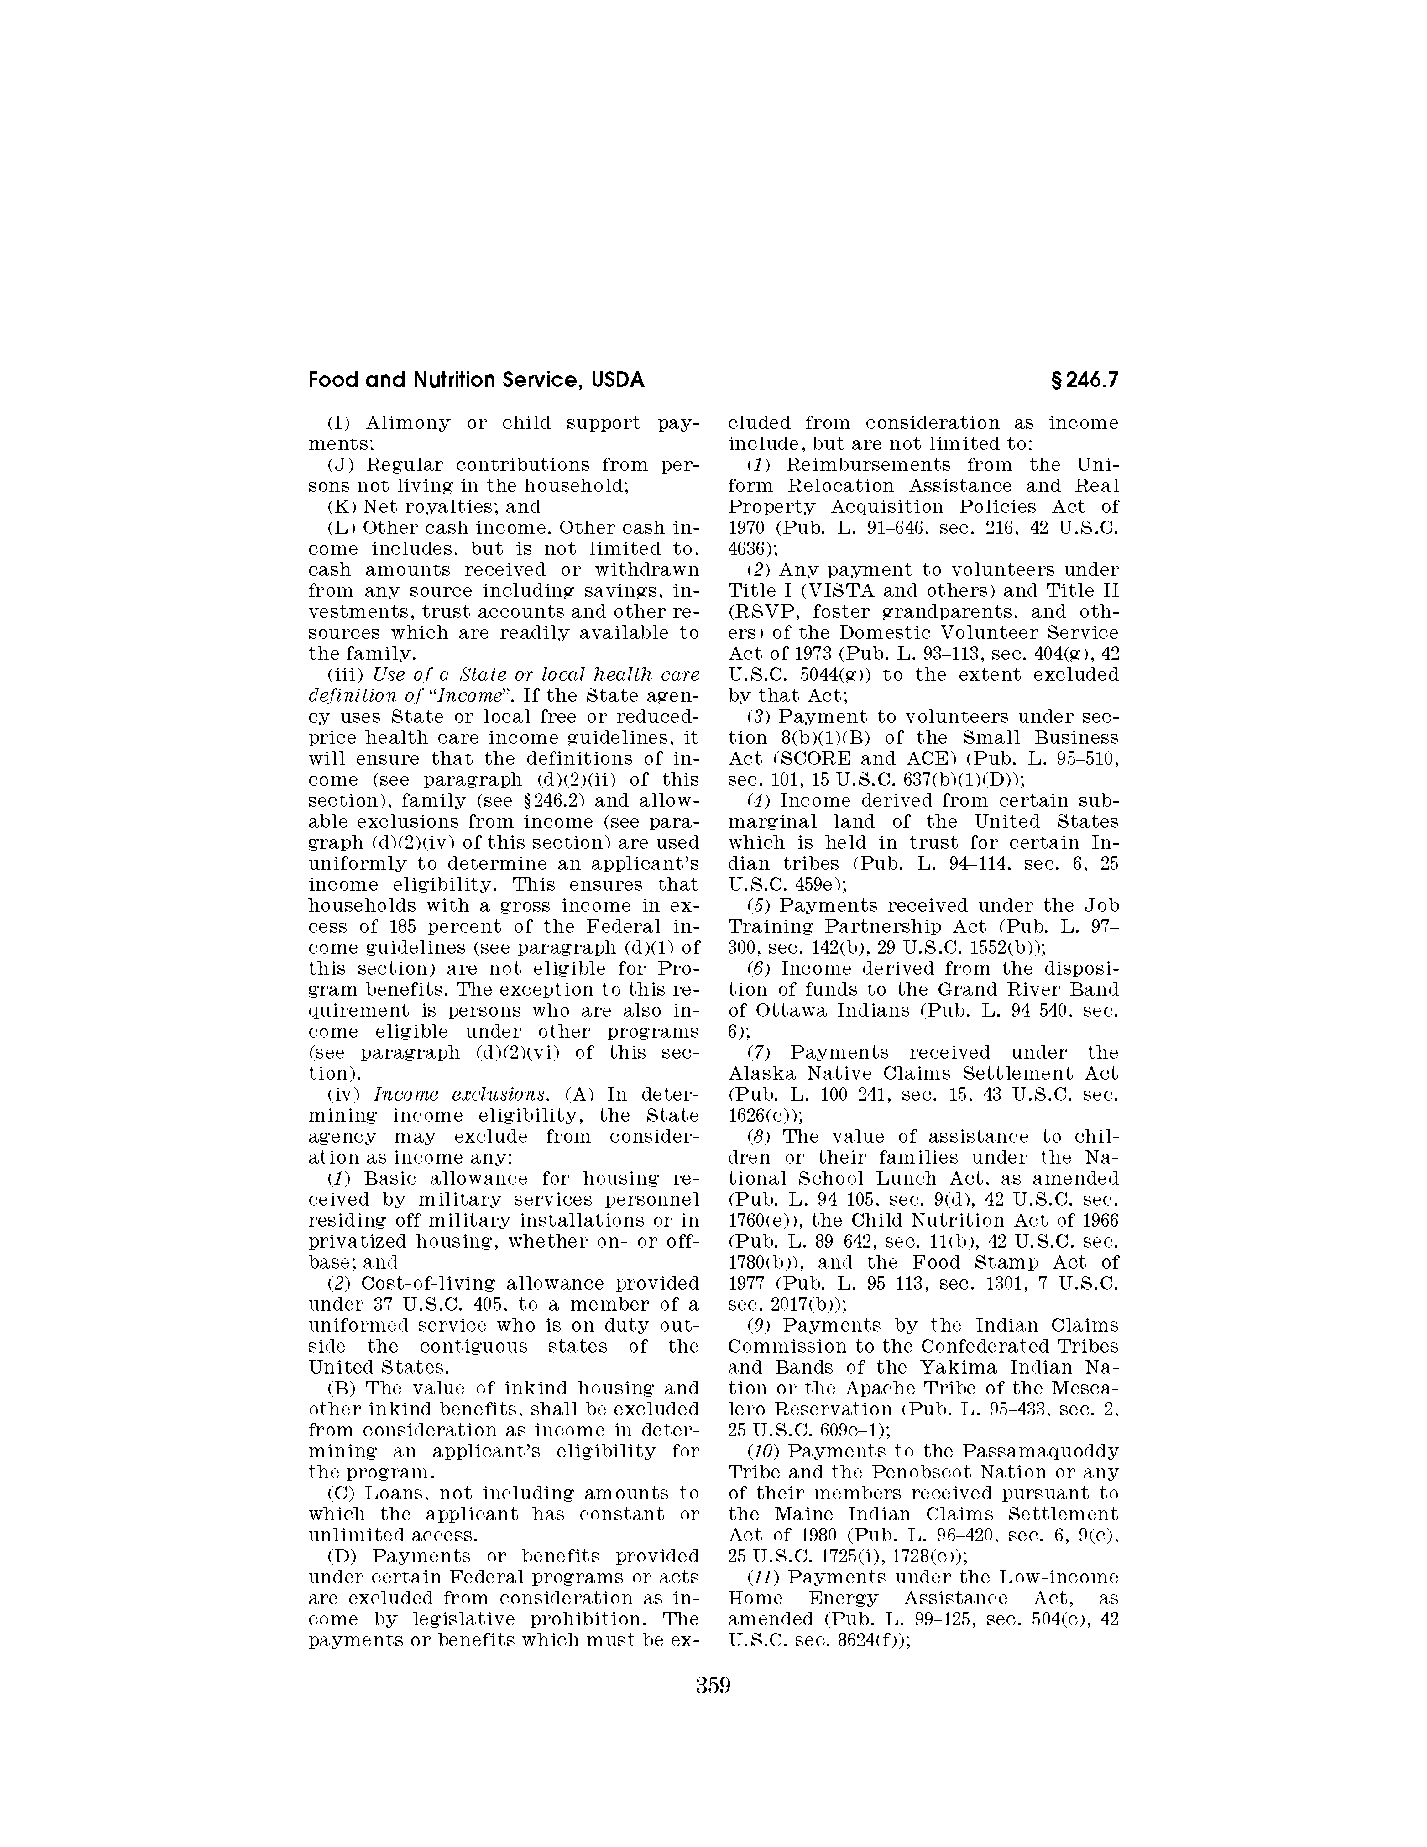 Food and Nutrition Service, USDA
§ 246.7
(I) Alimony or child support pay-
ments;
(J) Regular contributions from per-
sons not living in the household;
(K) Net royalties; and
(L) Other cash income. Other cash in-
come includes, but is not limited to,
cash amounts received or withdrawn
from any source including savings, in-
vestments, trust accounts and other re-
sources which are readily available to
the family.
(iii) Use of a State or local health care
definition of “Income”. If the State agen-
cy uses State or local free or reduced-
price health care income guidelines, it
will ensure that the definitions of in-
come (see paragraph (d)(2)(ii) of this
section), family (see §246.2) and allow-
able exclusions from income (see para-
graph (d)(2)(iv) of this section) are used
uniformly to determine an applicant’s
income eligibility. This ensures that
households with a gross income in ex-
cess of 185 percent of the Federal in-
come guidelines (see paragraph (d)(1) of
this section) are not eligible for Pro-
gram benefits. The exception to this re-
quirement is persons who are also in-
come eligible under other programs
(see paragraph (d)(2)(vi) of this sec-
tion).
(iv) Income exclusions. (A) In deter-
mining income eligibility, the State
agency may exclude from consider-
ation as income any:
(1) Basic allowance for housing re-
ceived by military services personnel
residing off military installations or in
privatized housing, whether on- or off-
base; and
(2) Cost-of-living allowance provided
under 37 U.S.C. 405, to a member of a
uniformed service who is on duty out-
side the contiguous states of the
United States.
(B) The value of inkind housing and
other inkind benefits, shall be excluded
from consideration as income in deter-
mining an applicant’s eligibility for
the program.
(C) Loans, not including amounts to
which the applicant has constant or
unlimited access.
(D) Payments or benefits provided
under certain Federal programs or acts
are excluded from consideration as in-
come by legislative prohibition. The
payments or benefits which must be ex-
cluded from consideration as income
include, but are not limited to:
(1) Reimbursements from the Uni-
form Relocation Assistance and Real
Property Acquisition Policies Act of
1970 (Pub. L. 91–646, sec. 216, 42 U.S.C.
4636);
(2) Any payment to volunteers under
Title I (VISTA and others) and Title II
(RSVP, foster grandparents, and oth-
ers) of the Domestic Volunteer Service
Act of 1973 (Pub. L. 93–113, sec. 404(g), 42
U.S.C. 5044(g)) to the extent excluded
by that Act;
(3) Payment to volunteers under sec-
tion 8(b)(1)(B) of the Small Business
Act (SCORE and ACE) (Pub. L. 95–510,
sec. 101, 15 U.S.C. 637(b)(1)(D));
(4) Income derived from certain sub-
marginal land of the United States
which is held in trust for certain In-
dian tribes (Pub. L. 94–114, sec. 6, 25
U.S.C. 459e);
(5) Payments received under the Job
Training Partnership Act (Pub. L. 97–
300, sec. 142(b), 29 U.S.C. 1552(b));
(6) Income derived from the disposi-
tion of funds to the Grand River Band
of Ottawa Indians (Pub. L. 94 540, sec.
6);
(7) Payments received under the
Alaska Native Claims Settlement Act
(Pub. L. 100 241, sec. 15, 43 U.S.C. sec.
1626(c));
(8) The value of assistance to chil-
dren or their families under the Na-
tional School Lunch Act, as amended
(Pub. L. 94 105, sec. 9(d), 42 U.S.C. sec.
1760(e)), the Child Nutrition Act of 1966
(Pub. L. 89 642, sec. 11(b), 42 U.S.C. sec.
1780(b)), and the Food Stamp Act of
1977 (Pub. L. 95 113, sec. 1301, 7 U.S.C.
sec. 2017(b));
(9) Payments by the Indian Claims
Commission to the Confederated Tribes
and Bands of the Yakima Indian Na-
tion or the Apache Tribe of the Mesca-
lero Reservation (Pub. L. 95–433, sec. 2,
25 U.S.C. 609c–1);
(10) Payments to the Passamaquoddy
Tribe and the Penobscot Nation or any
of their members received pursuant to
the Maine Indian Claims Settlement
Act of 1980 (Pub. L. 96–420, sec. 6, 9(c),
25 U.S.C. 1725(i), 1728(c));
(11) Payments under the Low-income
Home Energy Assistance Act, as
amended (Pub. L. 99–125, sec. 504(c), 42
U.S.C. sec. 8624(f));
359